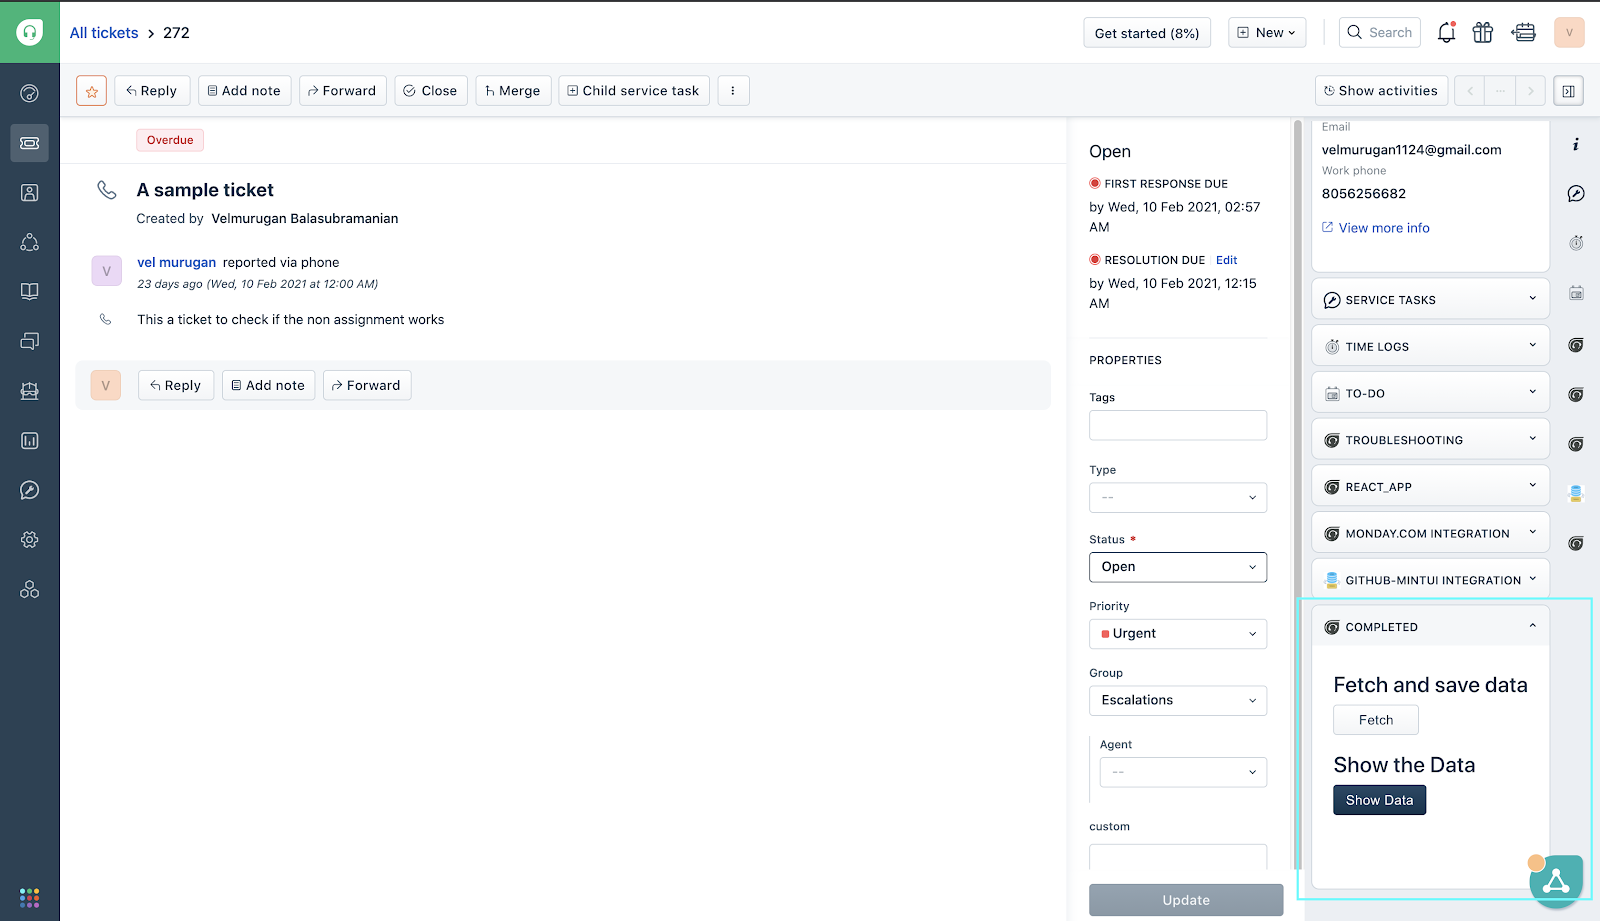 All tickets > 272
Get started (8%)
New
Search
V
Reply
Add note
Forward
Close
Merge
Child service task
Show activities
Overdue
A sample ticket
Created by Velmurugan Balasubramanian
V
vel murugan reported via phone
23 days ago (Wed, 10 Feb 2021 at 12:00 AM)
This a ticket to check if the non assignment works
V
Reply
Add note
Forward
Open
FIRST RESPONSE DUE
by Wed, 10 Feb 2021, 02:57
AM
RESOLUTION DUE Edit
by Wed, 10 Feb 2021, 12:15
AM
PROPERTIES
Tags
Type
--
Status *
Open
Priority
Urgent
Group
Escalations
Agent
--
custom
Update
Email
velmurugan1124@gmail.com
Work phone
8056256682
View more info
SERVICE TASKS
TIME LOGS
TO-DO
TROUBLESHOOTING
REACT_APP
MONDAY.COM INTEGRATION
GITHUB-MINTUI INTEGRATION
COMPLETED
Fetch and save data
Fetch
Show the Data
Show Data